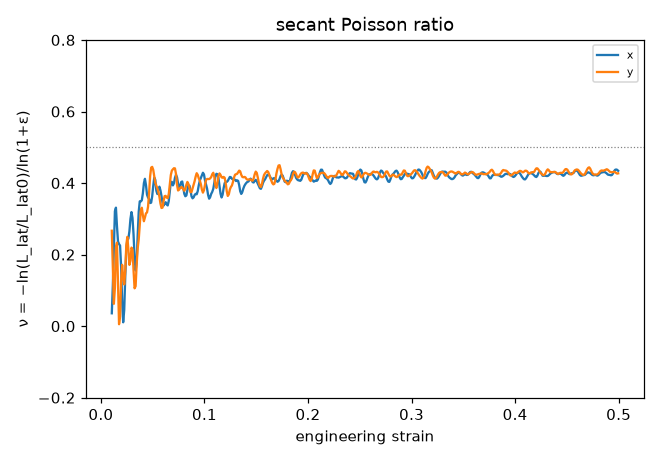 secant Poisson ratio
0.8
0.6
0.4
0.2
0.0
−0.2
ν = −ln(L_lat/L_lat0)/ln(1+ε)
x
y
0.0 0.1 0.2 0.3 0.4 0.5
engineering strain